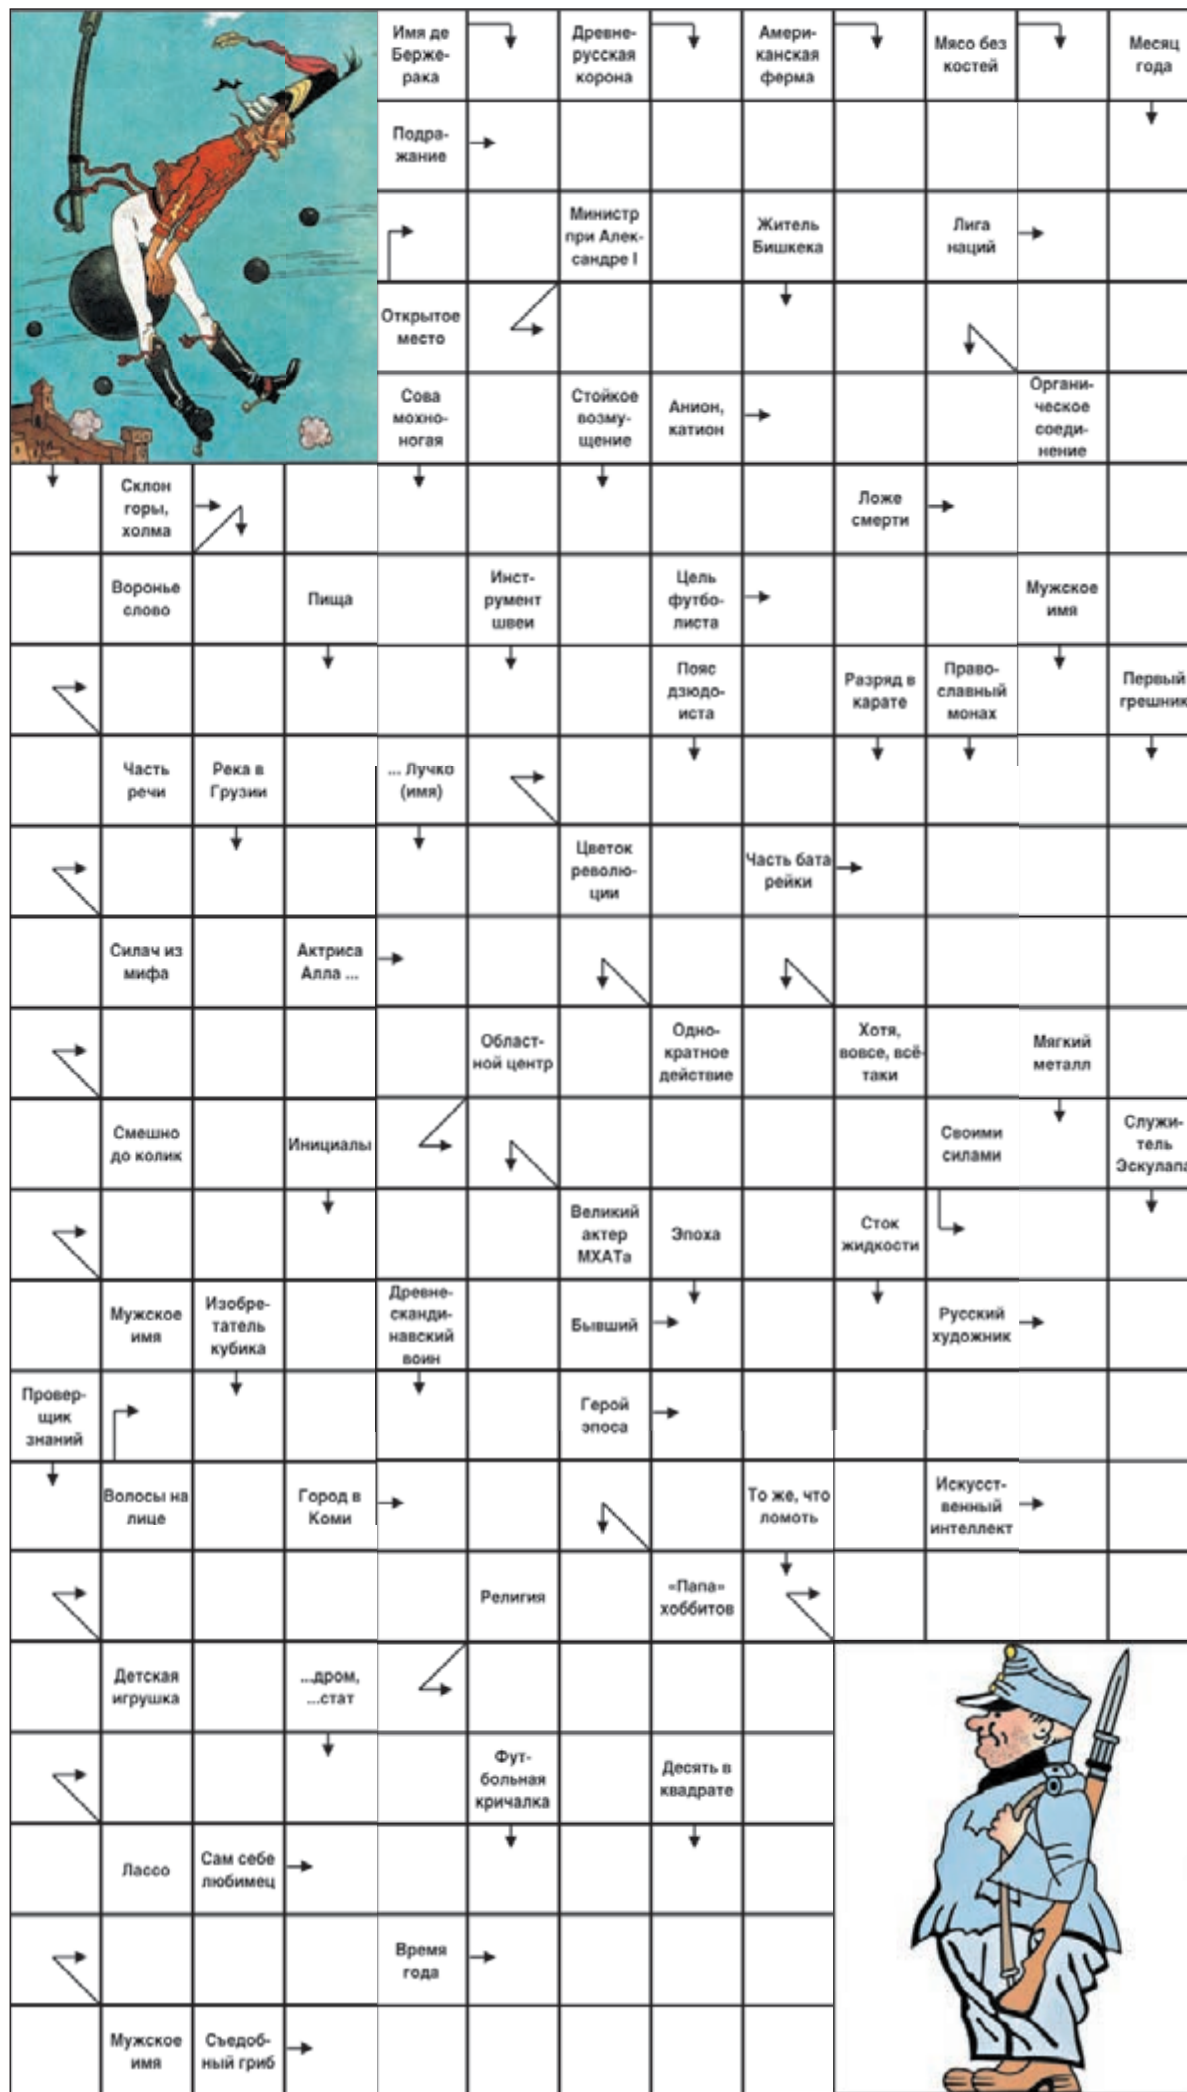 Имя де
Берже-
рака
Древне-
русская
корона
Амери-
канская
ферма
Мясо без
костей
Месяц
года
Подра-
жание
Министр
при Алек-
сандре I
Житель
Бишкека
Лига
наций
Открытое
место
Сова
мохно-
ногая
Стойкое
возму-
щение
Анион,
катион
Органи-
ческое
соеди-
нение
Склон
горы,
холма
Ложе
смерти
Воронье
слово
Пища
Инст-
румент
швеи
Цель
футбо-
листа
Мужское
имя
Пояс
дзюдо-
иста
Разряд в
карате
Право-
славный
монах
Первый
грешник
Часть
речи
Река в
Грузии
... Лучко
(имя)
Цветок
револю-
ции
Часть бата
рейки
Силач из
мифа
Актриса
Алла ...
Област-
ной центр
Одно-
кратное
действие
Хотя,
вовсе, всё-
таки
Мягкий
металл
Смешно
до колик
Инициалы
Своими
силами
Служи-
тель
Эскулапа
Великий
актер
МХАТа
Эпоха
Сток
жидкости
Мужское
имя
Изобре-
татель
кубика
Древне-
сканди-
навский
воин
Бывший
Русский
художник
Провер-
щик
знаний
Герой
эпоса
Волосы на
лице
Город в
Коми
То же, что
ломоть
Искусст-
венный
интеллект
Религия
«Папа»
хоббитов
Детская
игрушка
...дром,
...стат
Фут-
больная
кричалка
Десять в
квадрате
Лассо
Сам себе
любимец
Время
года
Мужское
имя
Съедоб-
ный гриб